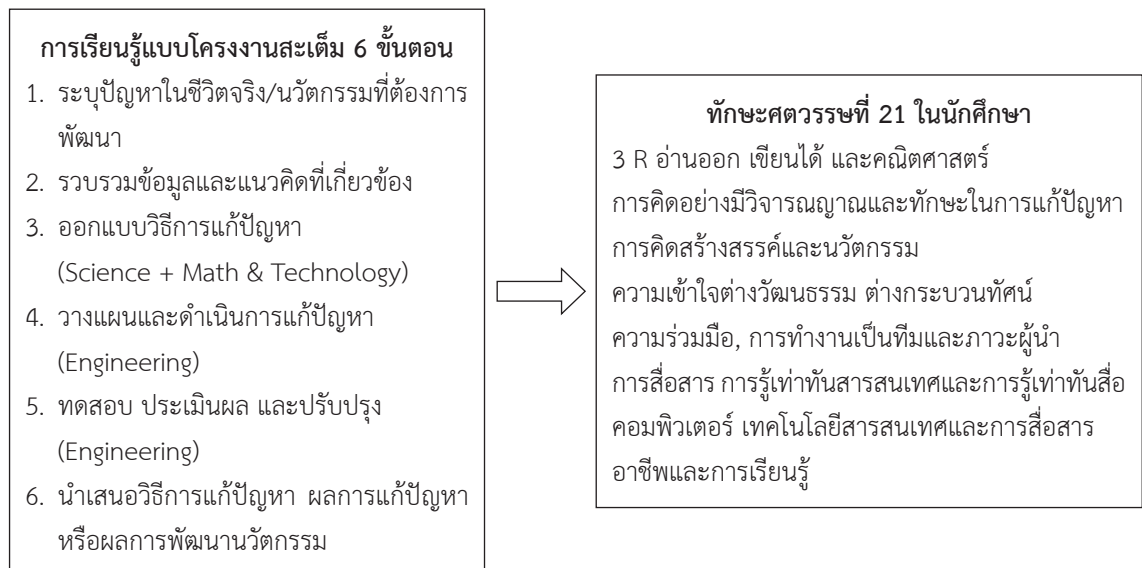 การเรียนรู้แบบโครงงานสะเต็ม 6 ขั้นตอน
1. ระบุปัญหาในชีวิตจริง/นวัตกรรมที่ต้องการ
พัฒนา
2. รวบรวมข้อมูลและแนวคิดที่เกี่ยวข้อง
3. ออกแบบวิธีการแก้ปัญหา
(Science + Math & Technology)
4. วางแผนและดำเนินการแก้ปัญหา
(Engineering)
5. ทดสอบ ประเมินผล และปรับปรุง
(Engineering)
6. นำเสนอวิธีการแก้ปัญหา ผลการแก้ปัญหา
หรือผลการพัฒนานวัตกรรม
ทักษะศตวรรษที่ 21 ในนักศึกษา
3 R อ่านออก เขียนได้ และคณิตศาสตร์
การคิดอย่างมีวิจารณญาณและทักษะในการแก้ปัญหา
การคิดสร้างสรรค์และนวัตกรรม
ความเข้าใจต่างวัฒนธรรม ต่างกระบวนทัศน์
ความร่วมมือ, การทำงานเป็นทีมและภาวะผู้นำ
การสื่อสาร การรู้เท่าทันสารสนเทศและการรู้เท่าทันสื่อ
คอมพิวเตอร์ เทคโนโลยีสารสนเทศและการสื่อสาร
อาชีพและการเรียนรู้